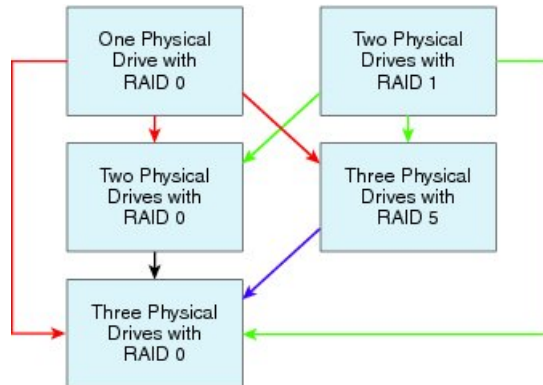 One Physical
Drive with
RAID 0
Two Physical
Drives with
RAID 1
Two Physical
Drives with
RAID 0
Three Physical
Drives with
RAID 5
Three Physical
Drives with
RAID 0